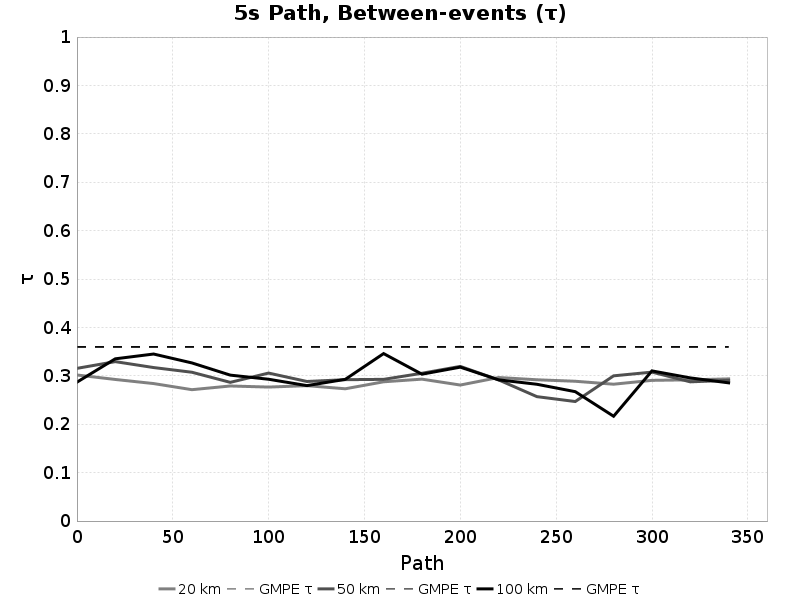 5s Path, Between-events (τ)
1
0.9
0.8
0.7
0.6
0.5
0.4
0.3
0.2
0.1
0
τ
0 50 100 150 200 250 300 350
Path
20 km GMPE τ 50 km GMPE τ 100 km GMPE τ